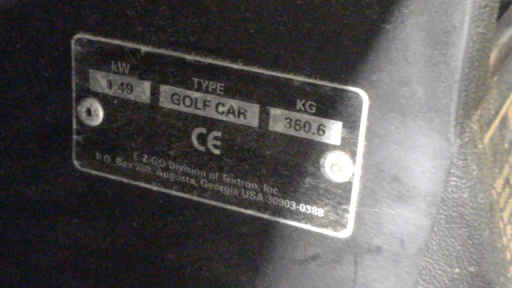 kW TYPE KG
1.49 GOLF CAR 360.6
CE
E-Z-GO Division of Textron, Inc.
P.O. Box 388, Augusta, Georgia USA 30903-0388